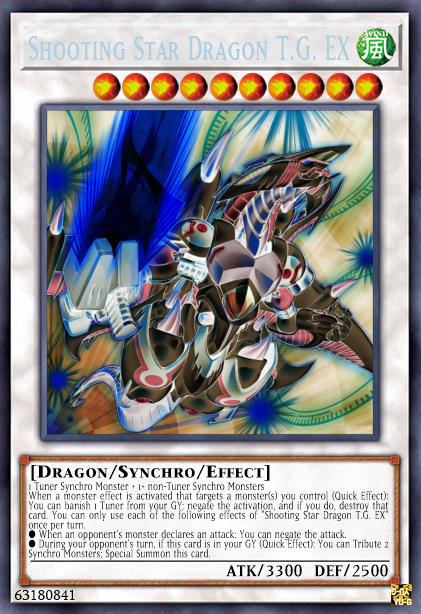 Shooting Star Dragon T.G. EX
WIND
風
[Dragon/Synchro/Effect]
1 Tuner Synchro Monster + 1+ non-Tuner Synchro Monsters
When a monster effect is activated that targets a monster(s) you control (Quick Effect):
You can banish 1 Tuner from your GY; negate the activation, and if you do, destroy that
card. You can only use each of the following effects of "Shooting Star Dragon T.G. EX"
once per turn.
● When an opponent's monster declares an attack: You can negate the attack.
● During your opponent's turn, if this card is in your GY (Quick Effect): You can Tribute 2
Synchro Monsters; Special Summon this card.
ATK/3300 DEF/2500
63180841